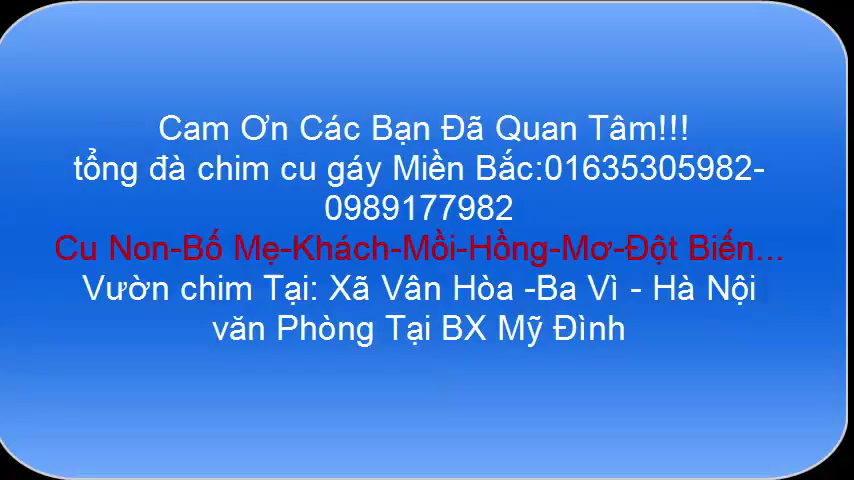 Cam Ơn Các Bạn Đã Quan Tâm!!!
tổng đà chim cu gáy Miền Bắc:01635305982-
0989177982
Cu Non-Bố Mẹ-Khách-Mồi-Hồng-Mơ-Đột Biến...
Vườn chim Tại: Xã Vân Hòa -Ba Vì - Hà Nội
văn Phòng Tại BX Mỹ Đình